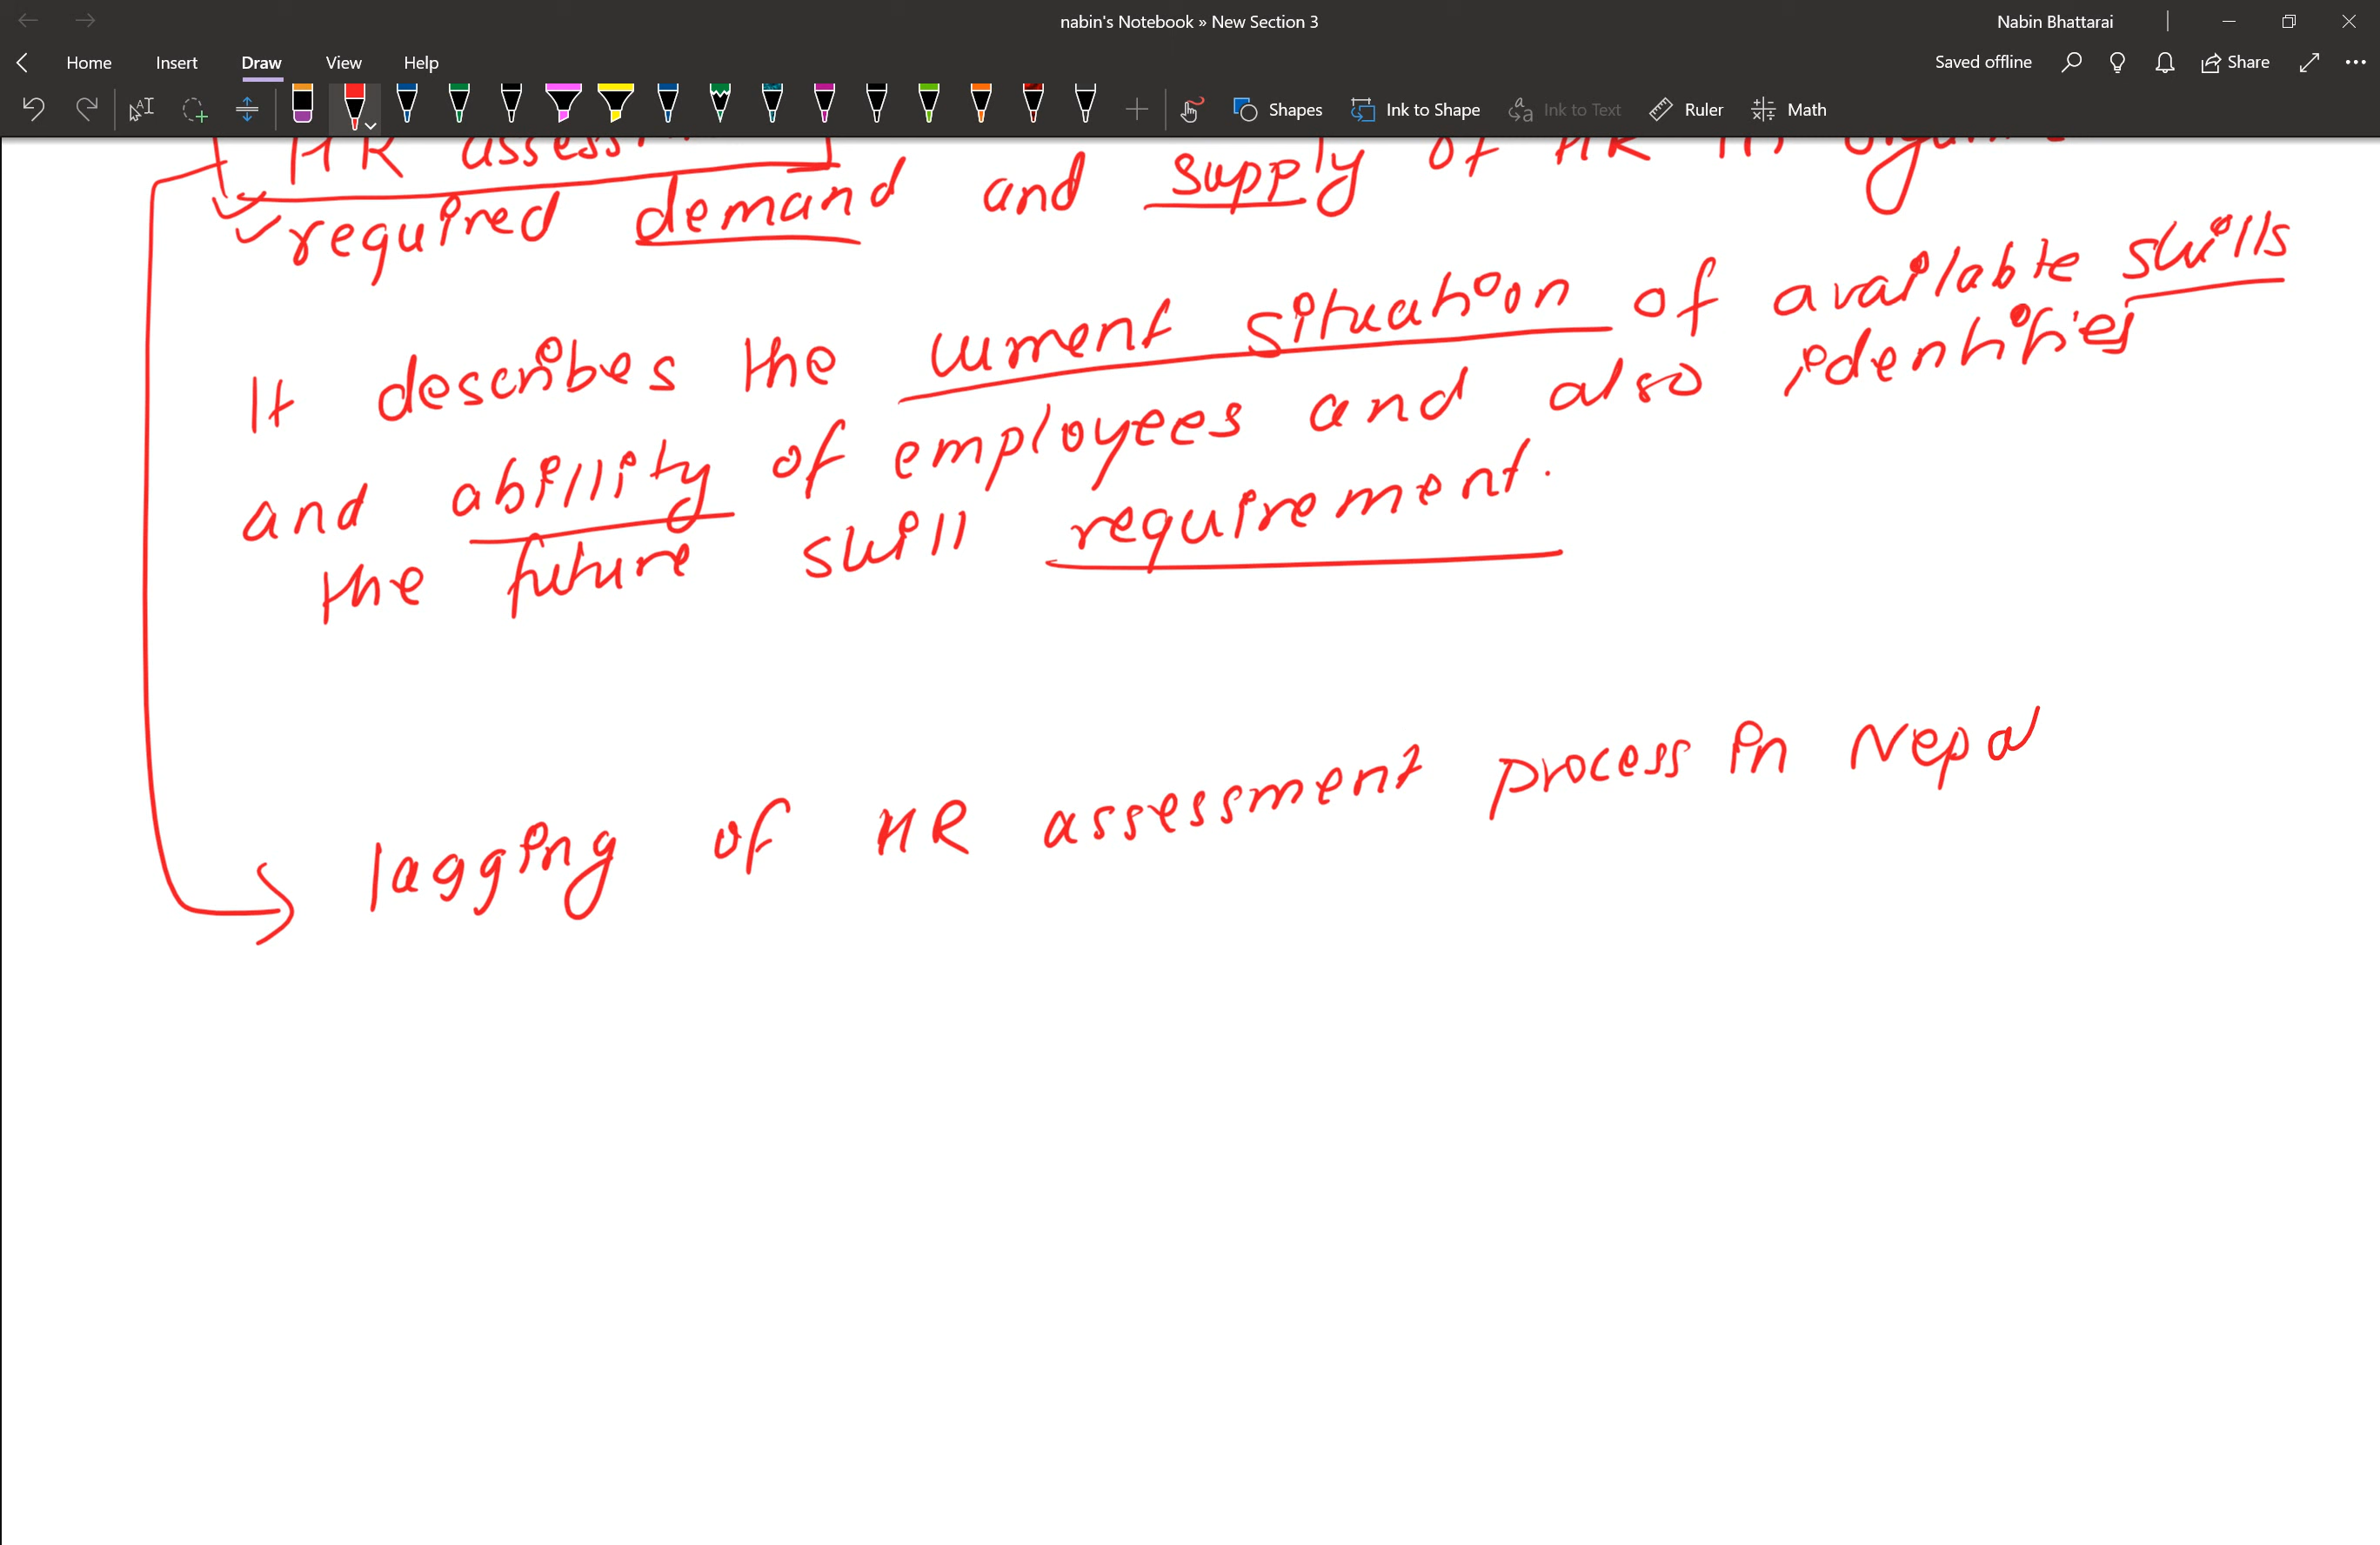 nabin's Notebook » New Section 3
Nabin Bhattarai
Home Insert Draw View Help
Saved offline Share
Shapes Ink to Shape Ink to Text Ruler Math
HR
required demand and supply of HR in
It describes the current situation of available skills
and abillity of employees and also identifies
the future skill requirement.
lagging of HR assessment process in Nepal